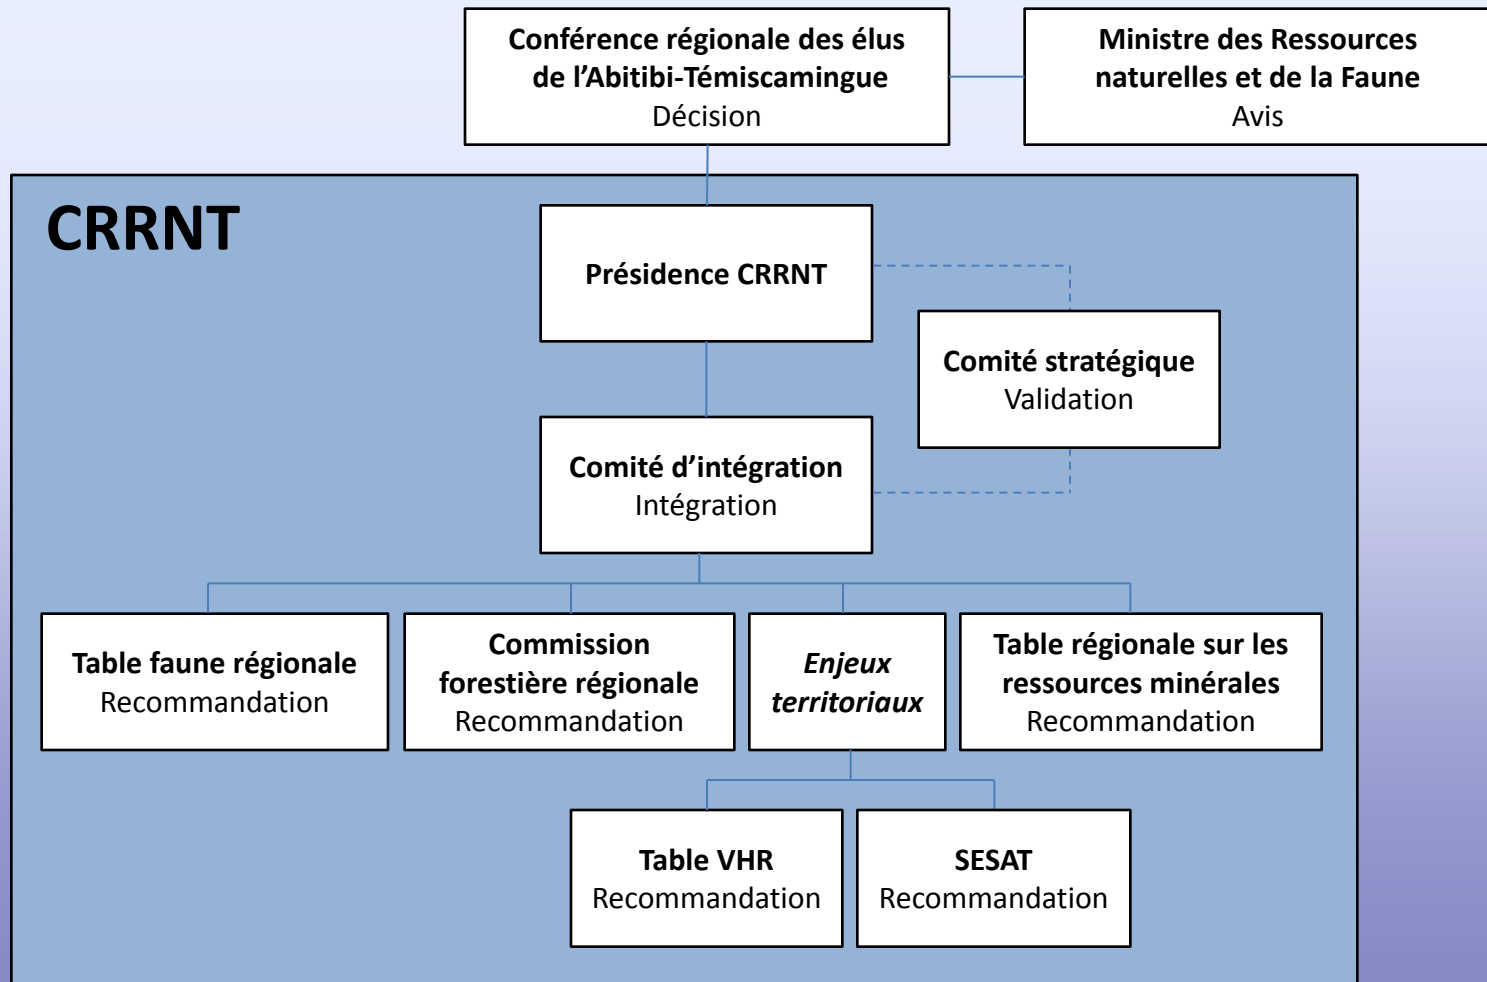 Conférence régionale des élus
de l’Abitibi-Témiscamingue
Décision
Ministre des Ressources
naturelles et de la Faune
Avis
CRRNT
Présidence CRRNT
Comité stratégique
Validation
Comité d’intégration
Intégration
Table faune régionale
Recommandation
Commission
forestière régionale
Recommandation
Enjeux
territoriaux
Table régionale sur les
ressources minérales
Recommandation
Table VHR
Recommandation
SESAT
Recommandation